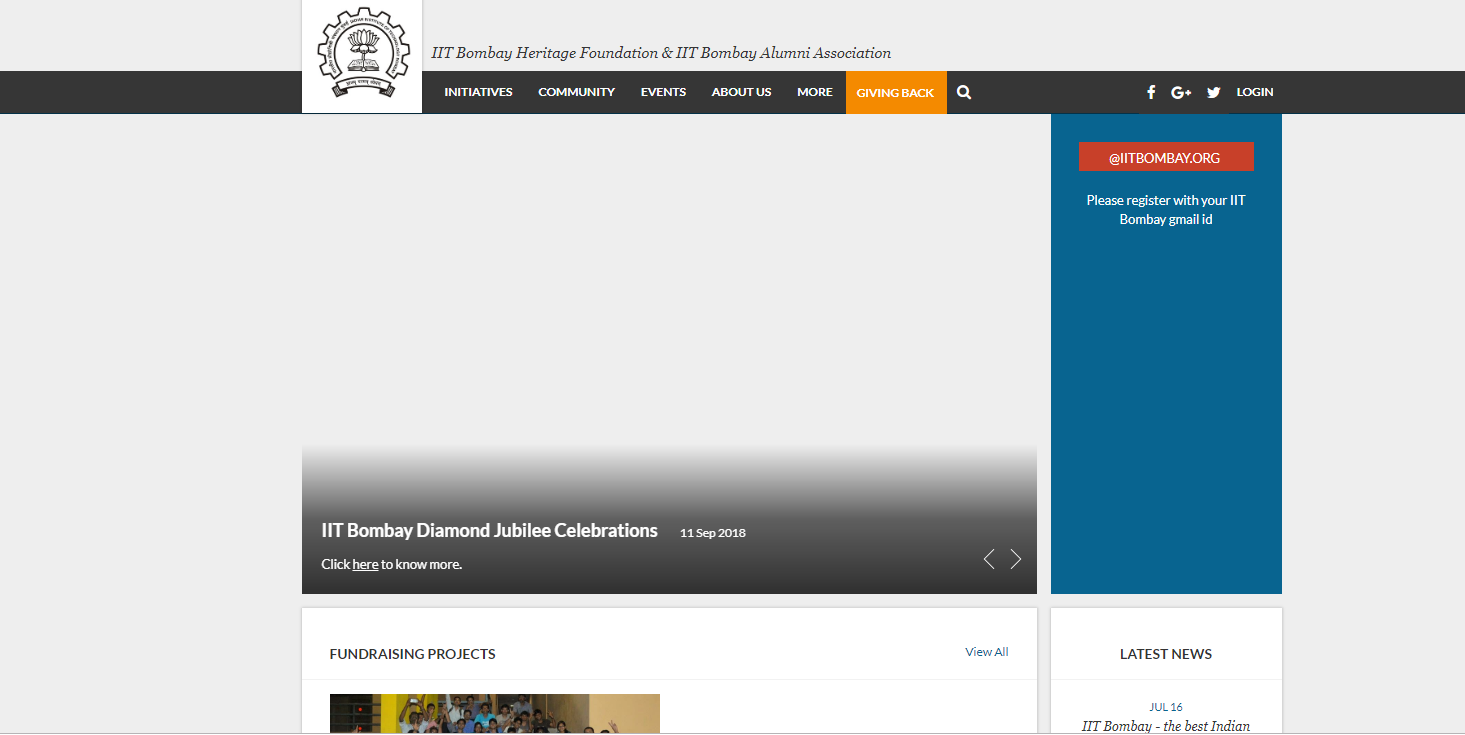 IIT Bombay Heritage Foundation & IIT Bombay Alumni Association
INITIATIVES COMMUNITY EVENTS ABOUT US MORE GIVING BACK G+ LOGIN
@IITBOMBAY.ORG
Please register with your IIT
Bombay gmail id
IIT Bombay Diamond Jubilee Celebrations 11 Sep 2018
Click here to know more.
FUNDRAISING PROJECTS View All
LATEST NEWS
JUL 16
IIT Bombay - the best Indian